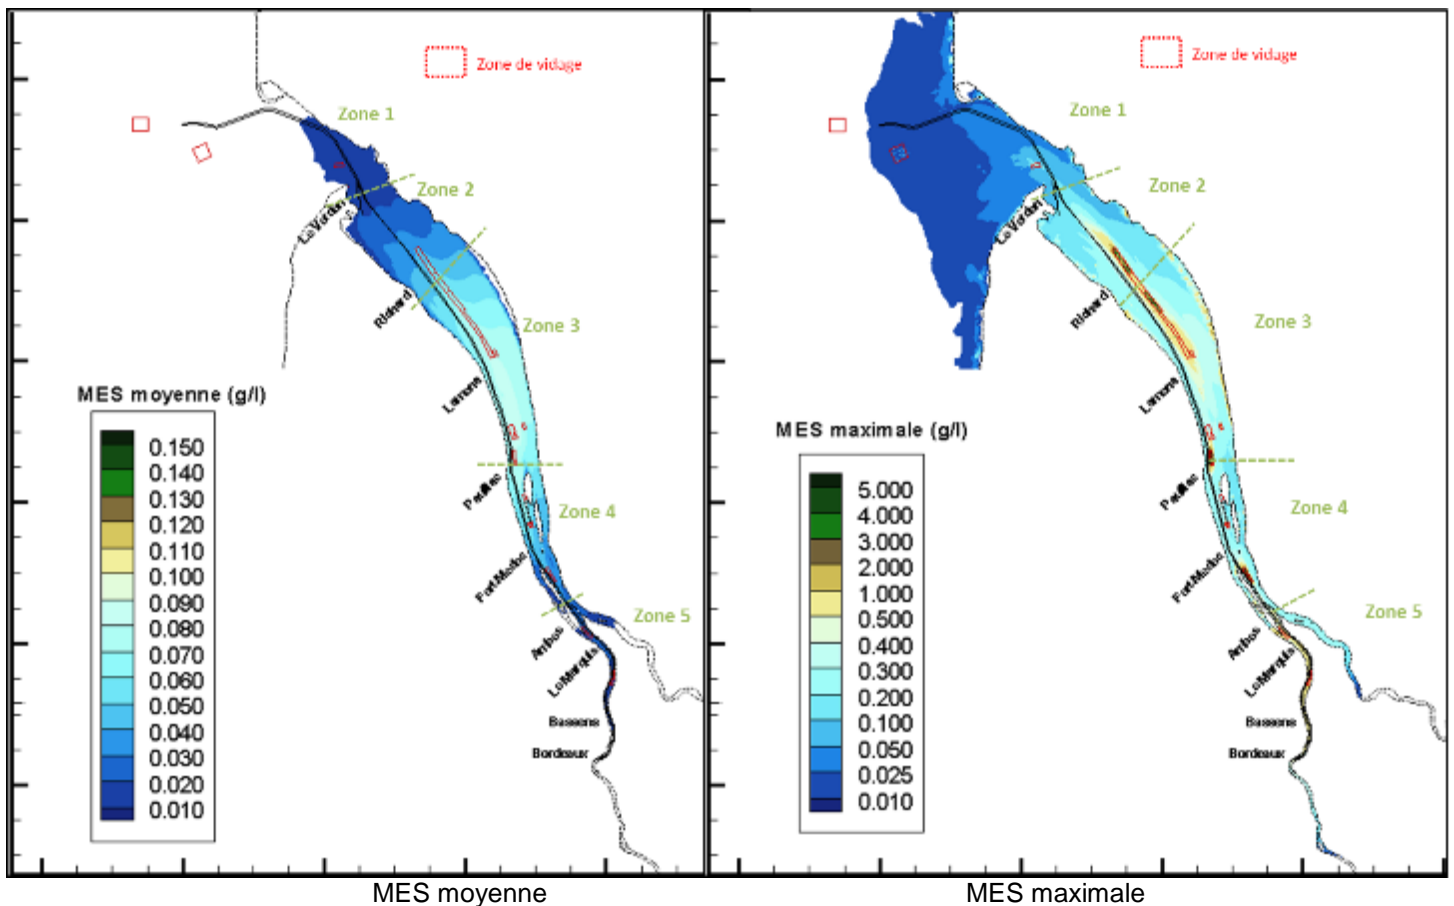 Zone de vidage
Zone 1
Zone 2
Le Verdon
Richard
Zone 3
Lamena
MES moyenne (g/l)
0.150
0.140
0.130
0.120
0.110
0.100
0.090
0.080
0.070
0.060
0.050
0.040
0.030
0.020
0.010
Pauillac
Zone 4
Fort Medoc
Zone 5
Ambes
Le Marquis
Bassens
Bordeaux
MES moyenne
Zone de vidage
Zone 1
Zone 2
Le Verdon
Richard
Zone 3
Lamena
MES maximale (g/l)
5.000
4.000
3.000
2.000
1.000
0.500
0.400
0.300
0.200
0.100
0.050
0.025
0.010
Pauillac
Zone 4
Fort Medoc
Zone 5
Ambes
Le Marquis
Bassens
Bordeaux
MES maximale